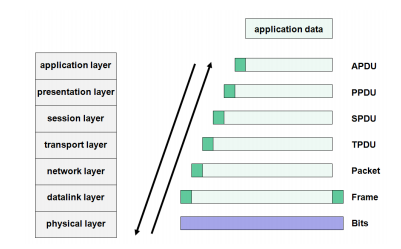 application data
application layer
APDU
presentation layer
PPDU
session layer
SPDU
transport layer
TPDU
network layer
Packet
datalink layer
Frame
physical layer
Bits